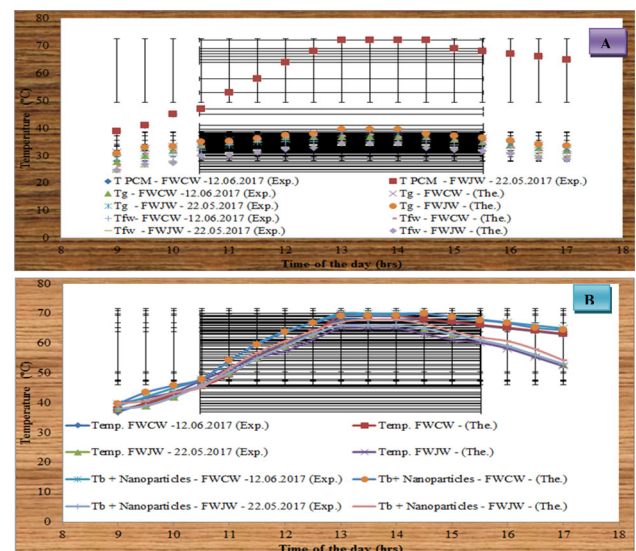 A
80
70
60
50
40
30
20
10
0
Temperature (°C)
T PCM - FWCW -12.06.2017 (Exp.)
T PCM - FWJW - 22.05.2017 (Exp.)
Tg - FWCW - 12.06.2017 (Exp.)
Tg - FWCW - (The.)
Tg - FWJW - 22.05.2017 (Exp.)
Tg - FWJW - (The.)
Tfw- FWCW - 12.06.2017 (Exp.)
Tfw - FWCW - (The.)
Tfw - FWJW - 22.05.2017 (Exp.)
Tfw - FWJW - (The.)
8 9 10 11 12 13 14 15 16 17 18
Time of the day (hrs)
B
80
70
60
50
40
30
20
10
0
Temperature (°C)
Temp. FWCW -12.06.2017 (Exp.)
Temp. FWCW - (The.)
Temp. FWJW - 22.05.2017 (Exp.)
Temp. FWJW - (The.)
Tb + Nanoparticles - FWCW -12.06.2017 (Exp.)
Tb+ Nanoparticles - FWCW - (The.)
Tb + Nanoparticles - FWJW - 22.05.2017 (Exp.)
Tb + Nanoparticles - FWJW - (The.)
8 9 10 11 12 13 14 15 16 17 18
Time of the day (hrs)